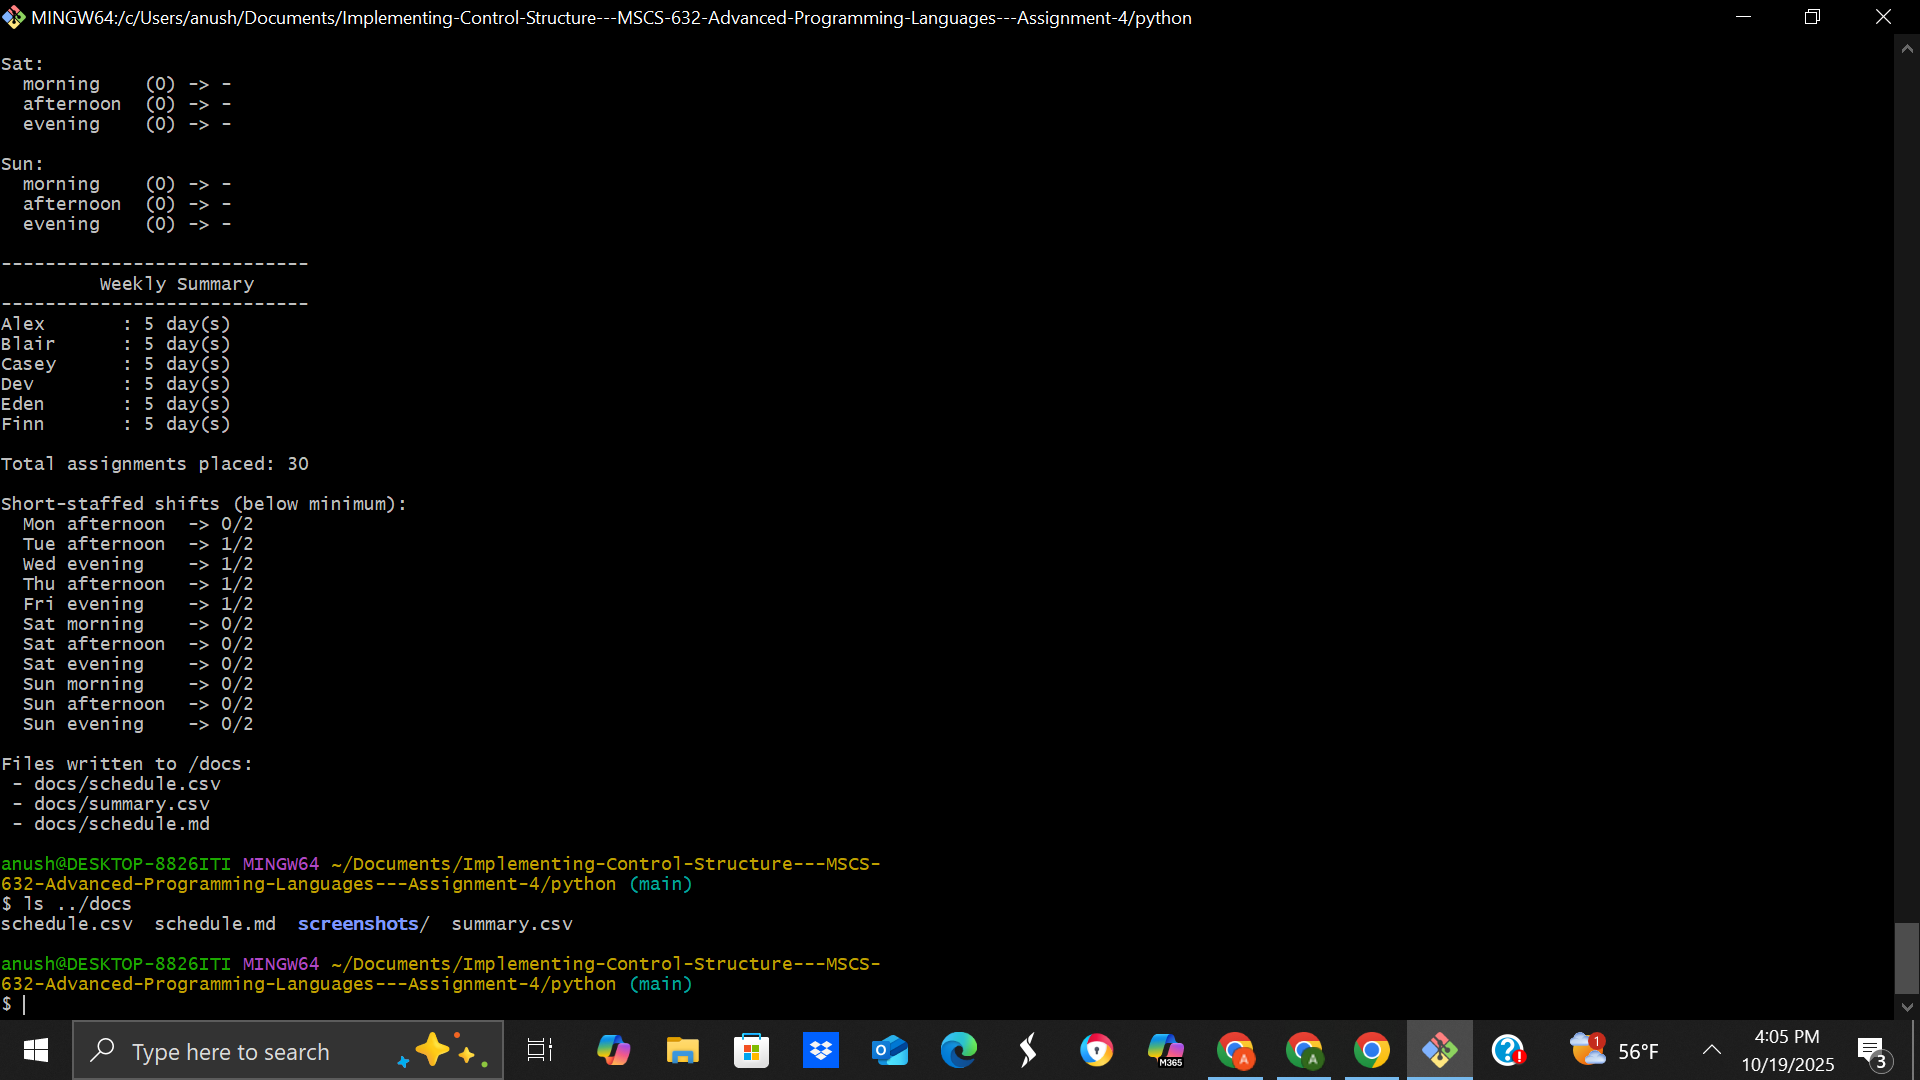 MINGW64:/c/Users/anush/Documents/Implementing-Control-Structure---MSCS-632-Advanced-Programming-Languages---Assignment-4/python
Sat:
  morning    (0) -> -
  afternoon  (0) -> -
  evening    (0) -> -
Sun:
  morning    (0) -> -
  afternoon  (0) -> -
  evening    (0) -> -
----------------------------
         Weekly Summary
----------------------------
Alex       : 5 day(s)
Blair      : 5 day(s)
Casey      : 5 day(s)
Dev        : 5 day(s)
Eden       : 5 day(s)
Finn       : 5 day(s)
Total assignments placed: 30
Short-staffed shifts (below minimum):
  Mon afternoon  -> 0/2
  Tue afternoon  -> 1/2
  Wed evening    -> 1/2
  Thu afternoon  -> 1/2
  Fri evening    -> 1/2
  Sat morning    -> 0/2
  Sat afternoon  -> 0/2
  Sat evening    -> 0/2
  Sun morning    -> 0/2
  Sun afternoon  -> 0/2
  Sun evening    -> 0/2
Files written to /docs:
 - docs/schedule.csv
 - docs/summary.csv
 - docs/schedule.md
anush@DESKTOP-8826ITI MINGW64 ~/Documents/Implementing-Control-Structure---MSCS-
632-Advanced-Programming-Languages---Assignment-4/python (main)
$ ls ../docs
schedule.csv  schedule.md  screenshots/  summary.csv
anush@DESKTOP-8826ITI MINGW64 ~/Documents/Implementing-Control-Structure---MSCS-
632-Advanced-Programming-Languages---Assignment-4/python (main)
$
Type here to search
M365
A
A
1
56°F
4:05 PM
10/19/2025
3